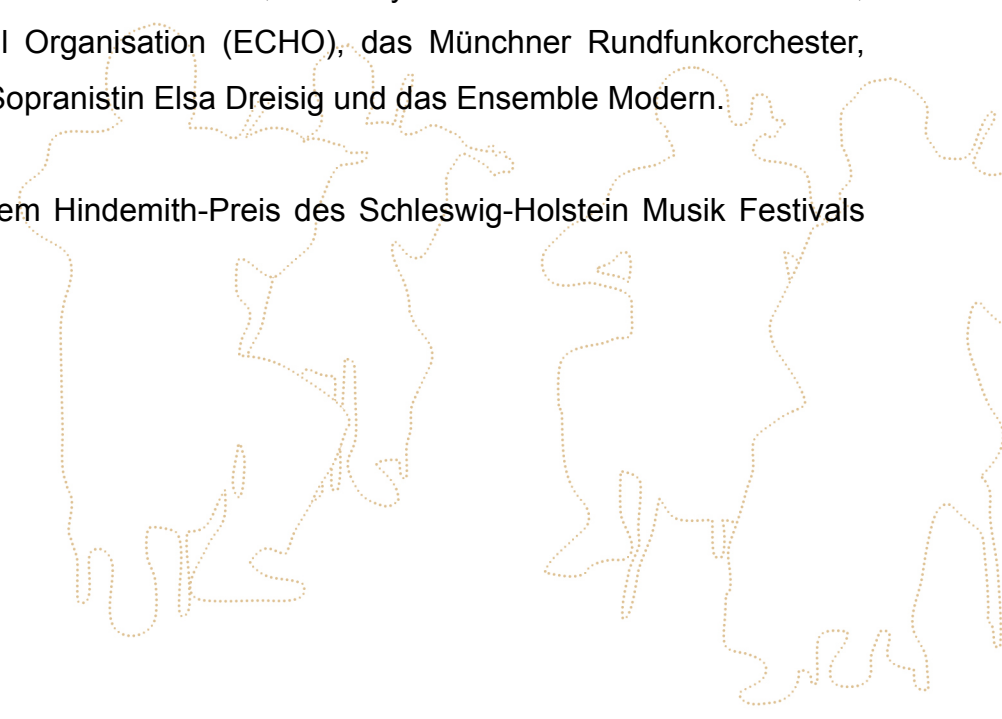 l Organisation (ECHO), das Münchner Rundfunkorchester,
Sopranistin Elsa Dreisig und das Ensemble Modern.
em Hindemith-Preis des Schleswig-Holstein Musik Festivals